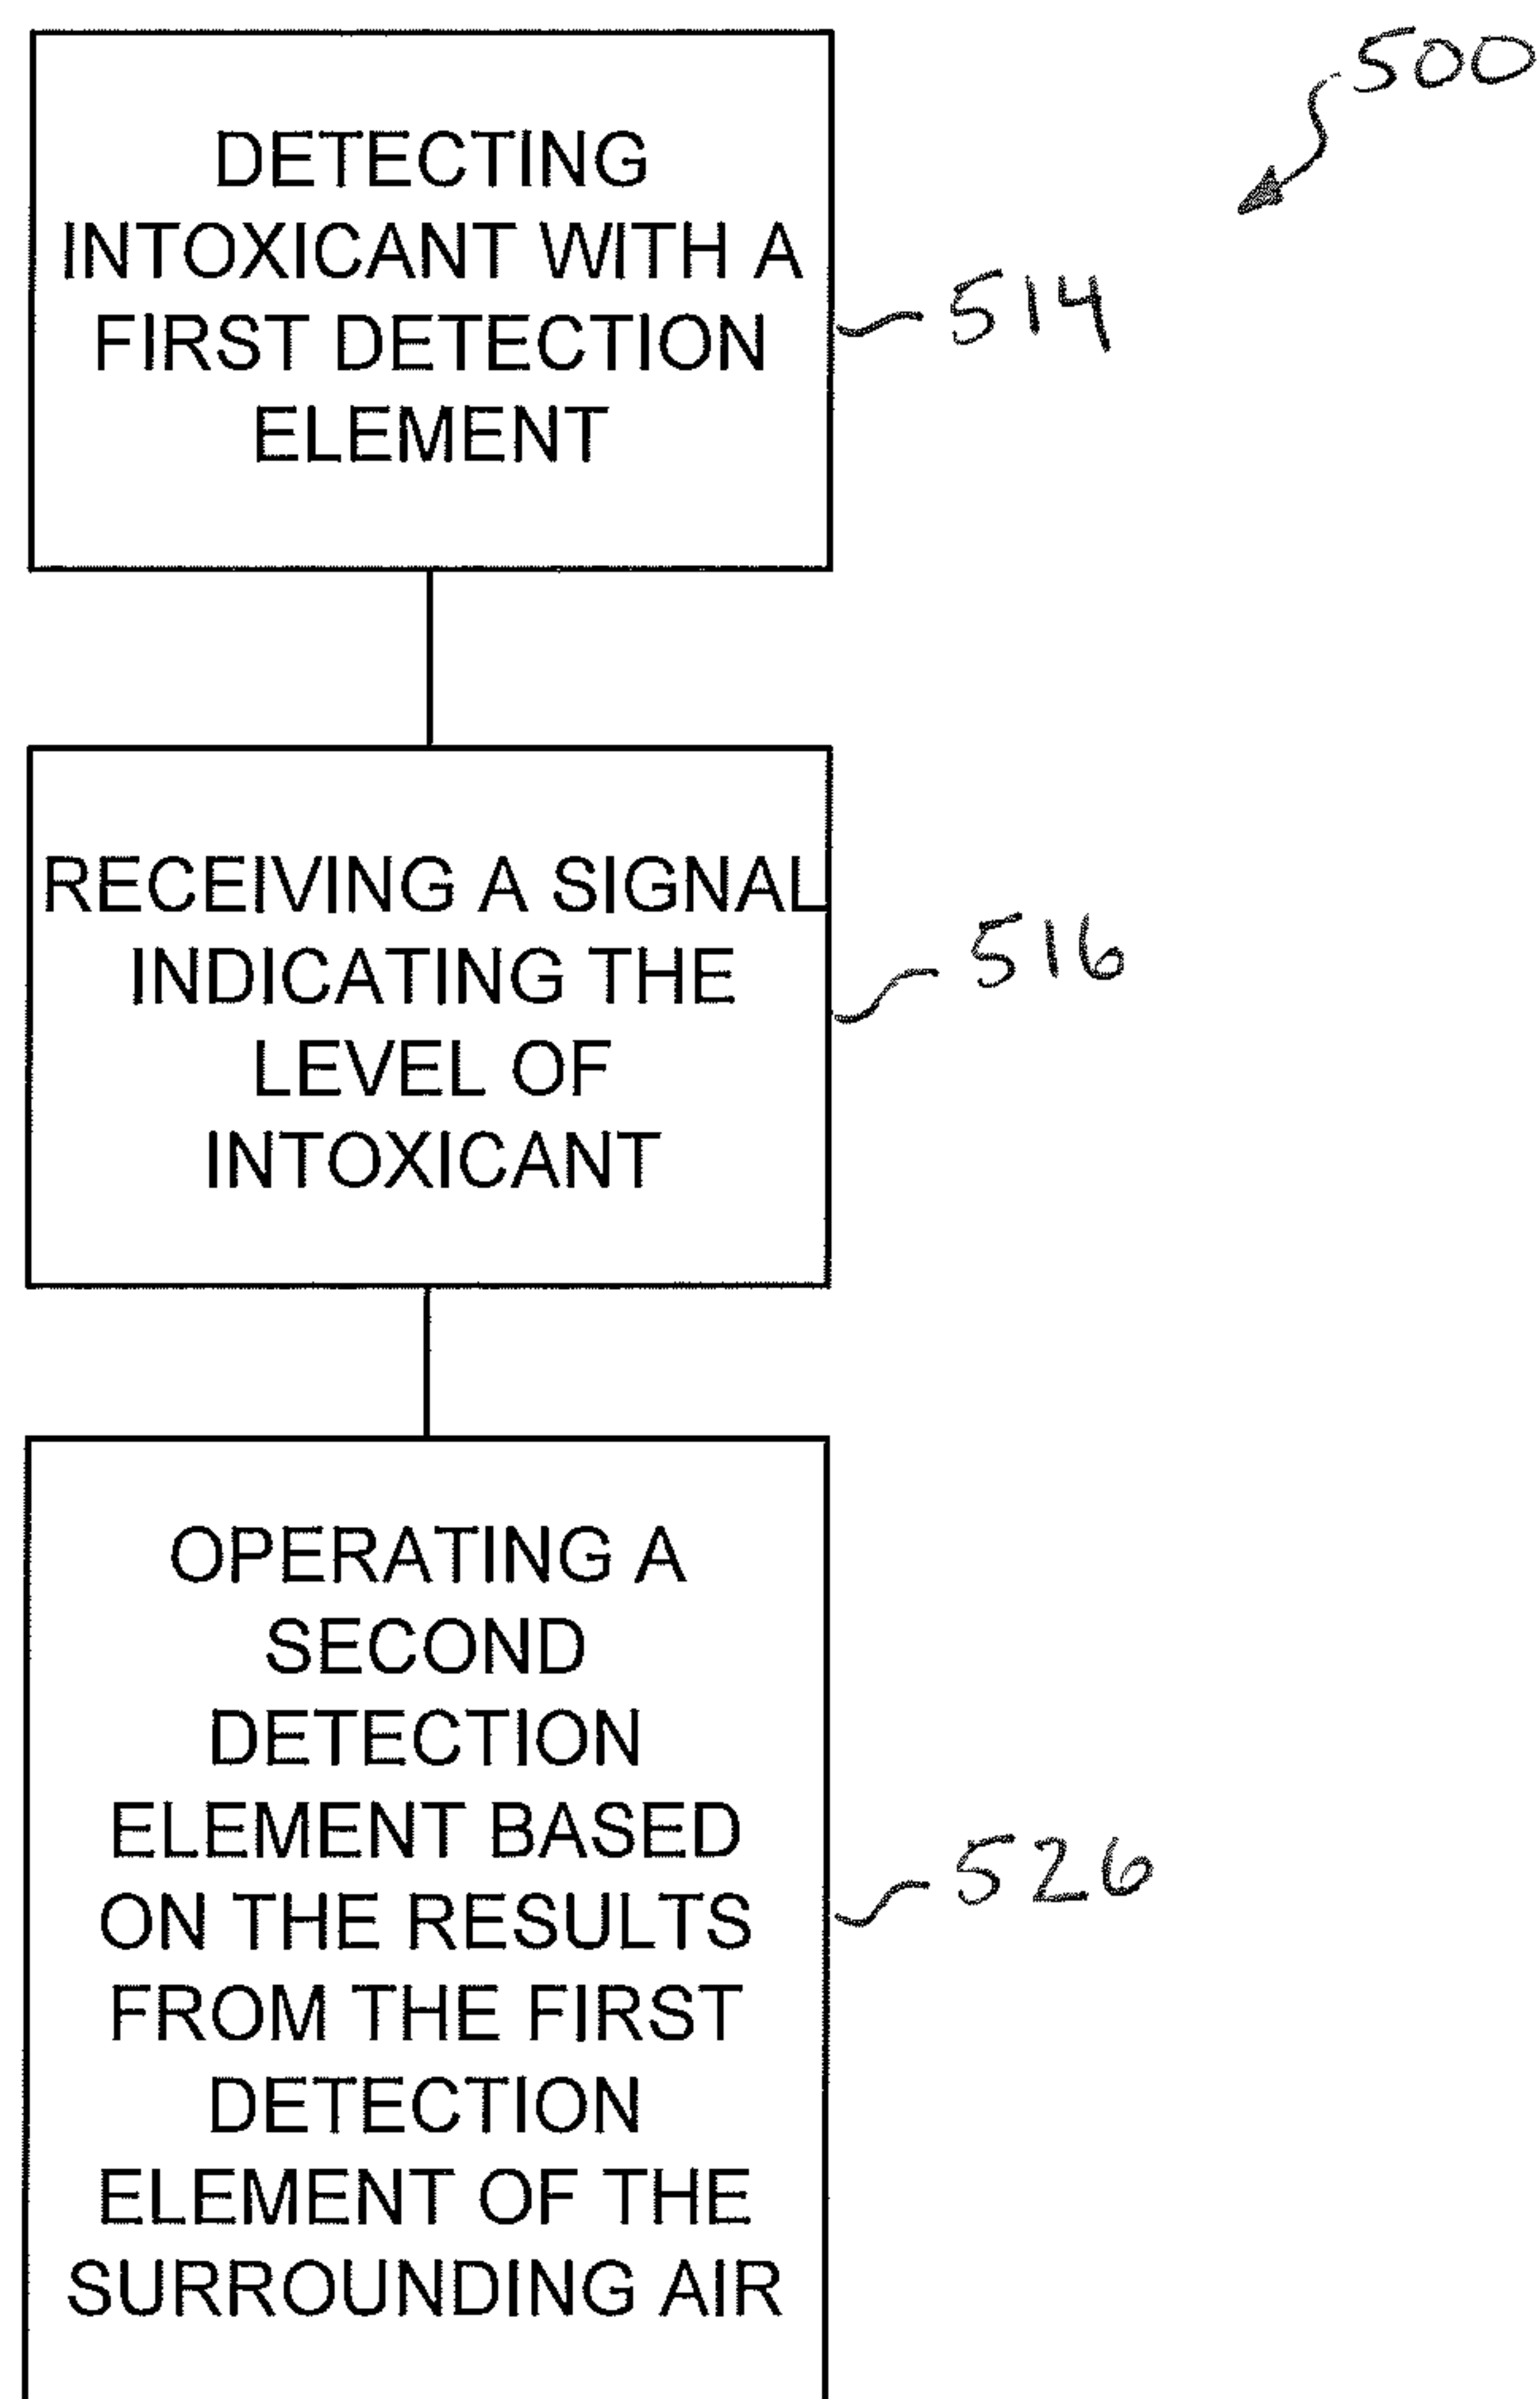 500
DETECTING
INTOXICANT WITH A
FIRST DETECTION
ELEMENT
514
RECEIVING A SIGNAL
INDICATING THE
LEVEL OF
INTOXICANT
516
OPERATING A
SECOND
DETECTION
ELEMENT BASED
ON THE RESULTS
FROM THE FIRST
DETECTION
ELEMENT OF THE
SURROUNDING AIR
526